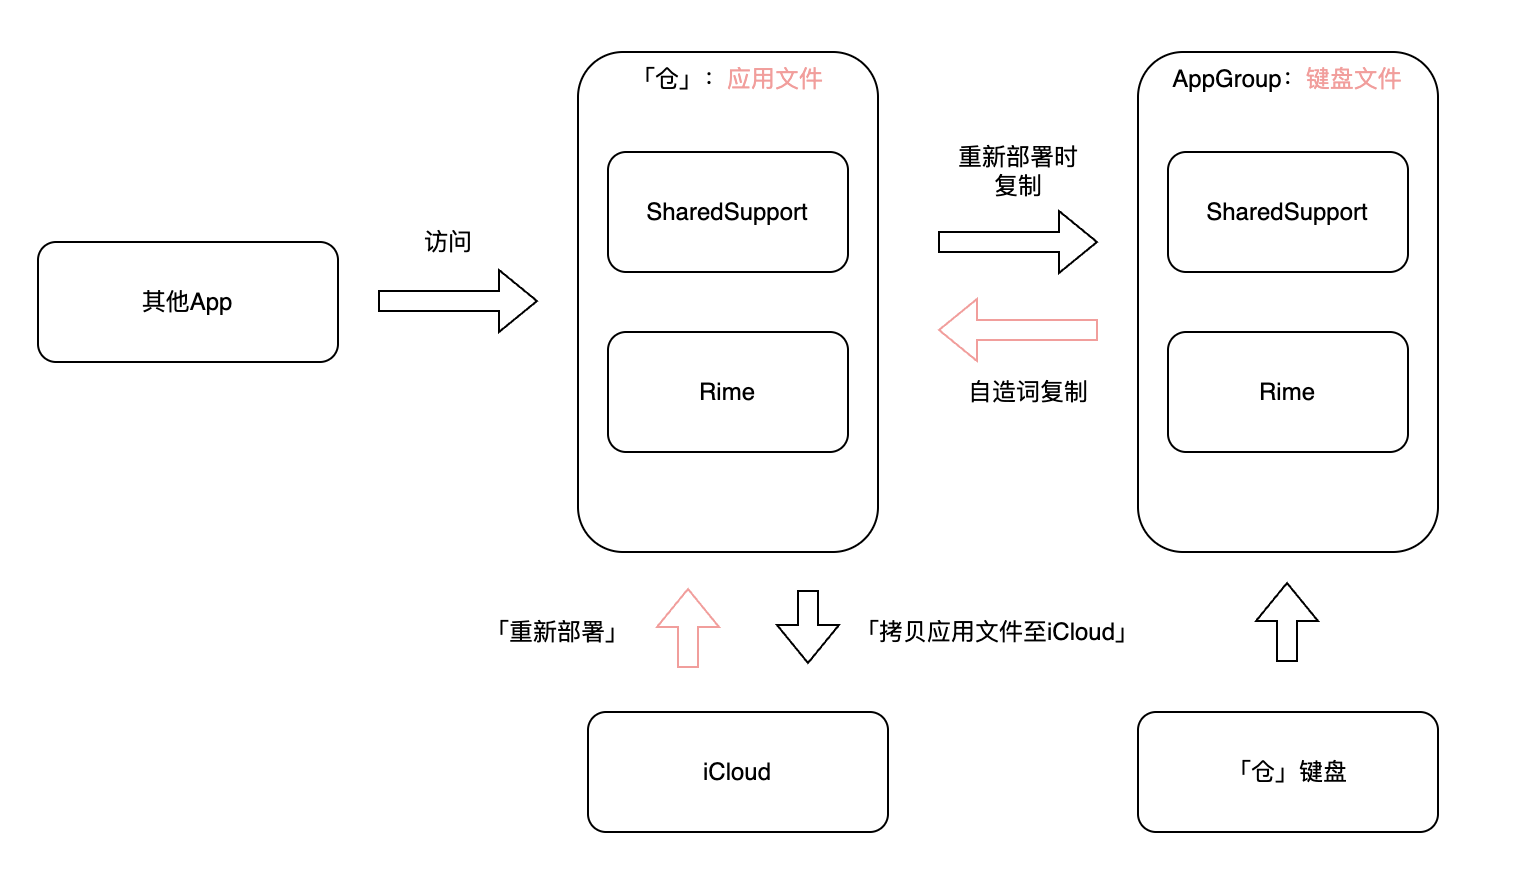 「仓」：应用文件
AppGroup：键盘文件
重新部署时
复制
SharedSupport
SharedSupport
访问
其他App
Rime
自造词复制
Rime
「重新部署」
「拷贝应用文件至iCloud」
iCloud
「仓」键盘